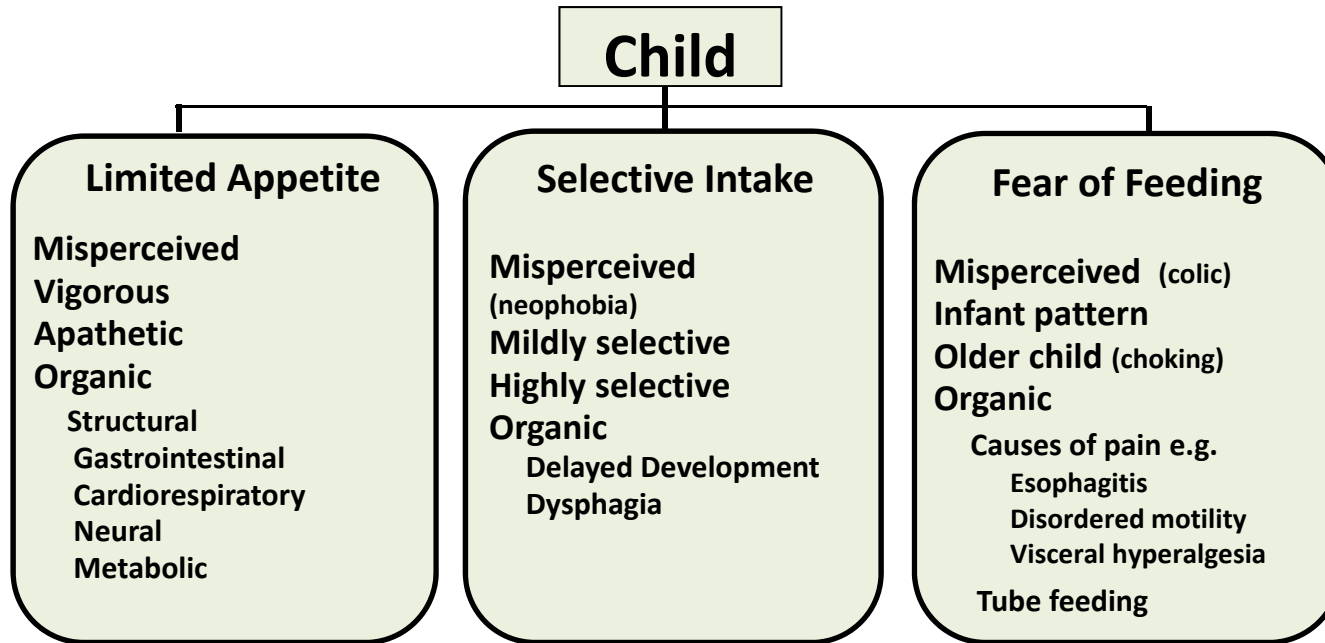 Child
Limited Appetite
Misperceived
Vigorous
Apathetic
Organic
Structural
Gastrointestinal
Cardiorespiratory
Neural
Metabolic
Selective Intake
Misperceived
(neophobia)
Mildly selective
Highly selective
Organic
Delayed Development
Dysphagia
Fear of Feeding
Misperceived (colic)
Infant pattern
Older child (choking)
Organic
Causes of pain e.g.
Esophagitis
Disordered motility
Visceral hyperalgesia
Tube feeding